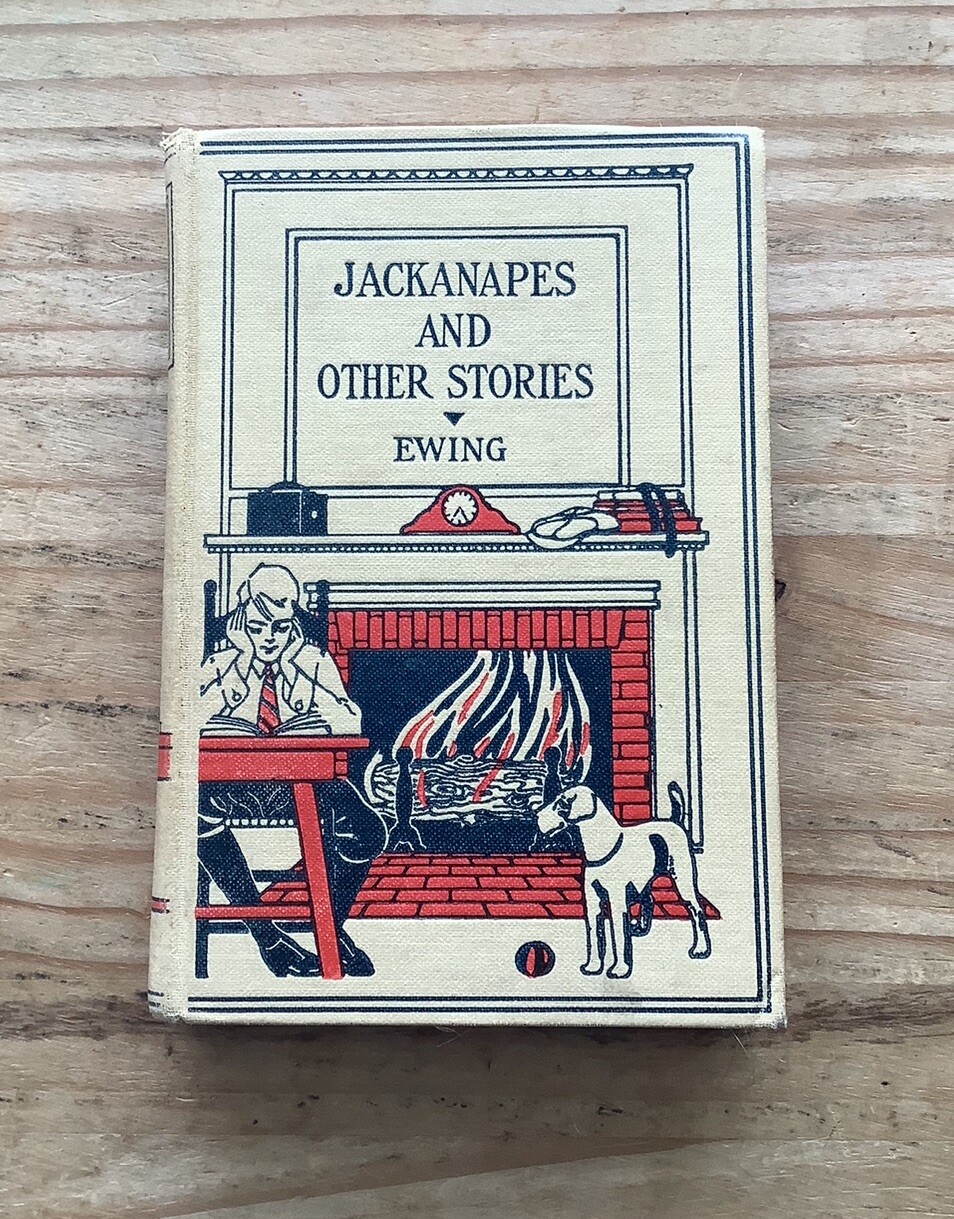 JACKANAPES
AND
OTHER STORIES
EWING